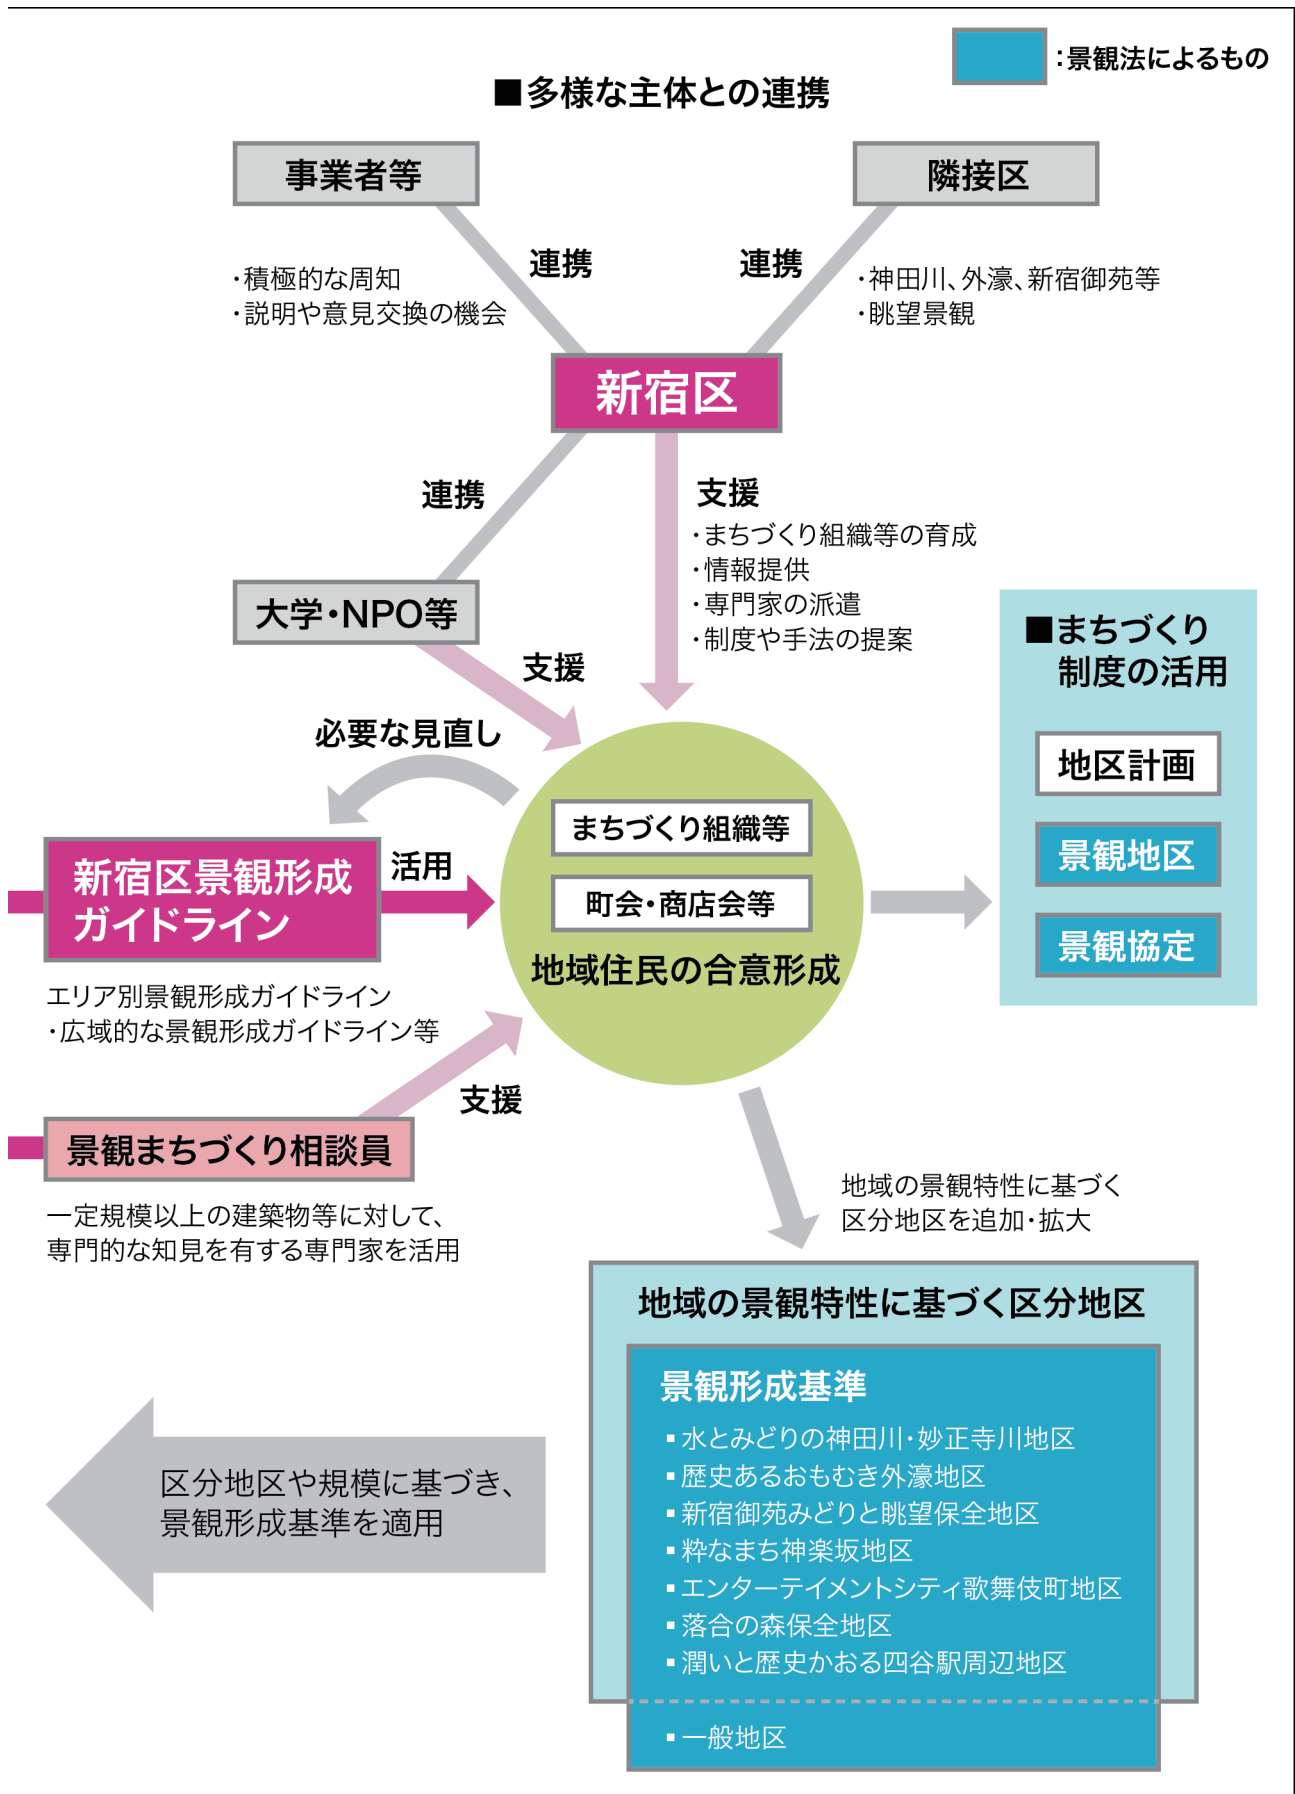 ：景観法によるもの
■多様な主体との連携
事業者等
隣接区
連携
連携
・積極的な周知
・説明や意見交換の機会
・神田川、外濠、新宿御苑等
・眺望景観
新宿区
連携
支援
・まちづくり組織等の育成
・情報提供
・専門家の派遣
・制度や手法の提案
大学・NPO等
支援
■まちづくり
制度の活用
地区計画
景観地区
景観協定
必要な見直し
まちづくり組織等
町会・商店会等
地域住民の合意形成
新宿区景観形成
ガイドライン
活用
エリア別景観形成ガイドライン
・広域的な景観形成ガイドライン等
支援
景観まちづくり相談員
一定規模以上の建築物等に対して、
専門的な知見を有する専門家を活用
地域の景観特性に基づく
区分地区を追加・拡大
地域の景観特性に基づく区分地区
景観形成基準
▪水とみどりの神田川・妙正寺川地区
▪歴史あるおもむき外濠地区
▪新宿御苑みどりと眺望保全地区
▪粋なまち神楽坂地区
▪エンターテイメントシティ歌舞伎町地区
▪落合の森保全地区
▪潤いと歴史かおる四谷駅周辺地区
▪一般地区
区分地区や規模に基づき、
景観形成基準を適用